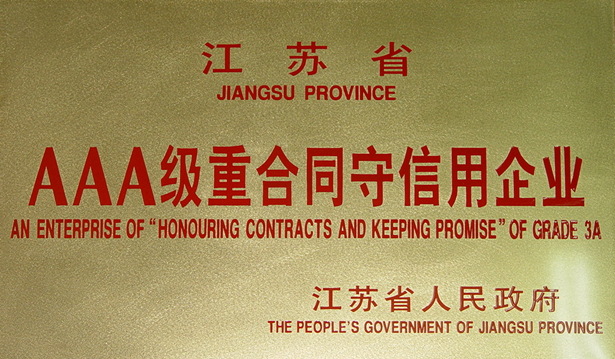 江苏省
JIANGSU PROVINCE
AAA级重合同守信用企业
AN ENTERPRISE OF “HONOURING CONTRACTS AND KEEPING PROMISE” OF GRADE 3A
江苏省人民政府
THE PEOPLE'S GOVERNMENT OF JIANGSU PROVINCE